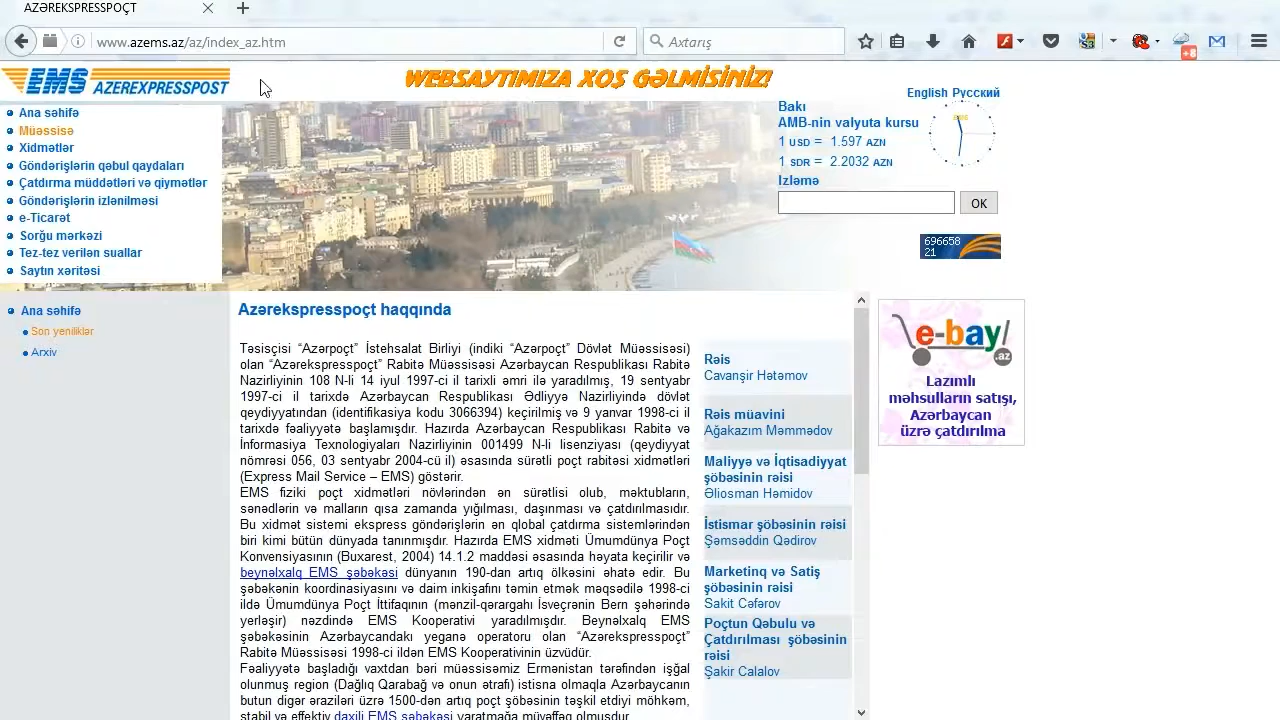 AZƏREKSPRESSPOÇT
www.azems.az/az/index_az.htm
Axtarış
+8
EMS AZEREXPRESSPOST
WEBSAYTIMIZA XOŞ GƏLMİSİNİZ!
English Русский
Ana səhifə
Müəssisə
Xidmətlər
Göndərişlərin qəbul qaydaları
Çatdırma müddətləri və qiymətlər
Göndərişlərin izlənilməsi
e-Ticarət
Sorğu mərkəzi
Tez-tez verilən suallar
Saytın xəritəsi
Bakı
AMB-nin valyuta kursu
1 USD = 1.597 AZN
1 SDR = 2.2032 AZN
Izləmə
OK
696658
21
Ana səhifə
Son yeniliklər
Arxiv
Azərekspresspoçt haqqında
Təsisçisi “Azərpoçt” İstehsalat Birliyi (indiki “Azərpoçt” Dövlət Müəssisəsi)
olan “Azərekspresspoçt” Rabitə Müəssisəsi Azərbaycan Respublikası Rabitə
Nazirliyinin 108 N-li 14 iyul 1997-ci il tarixli əmri ilə yaradılmış, 19 sentyabr
1997-ci il tarixdə Azərbaycan Respublikası Ədliyyə Nazirliyində dövlət
qeydiyyatından (identifikasiya kodu 3066394) keçirilmiş və 9 yanvar 1998-ci il
tarixdə fəaliyyətə başlamışdır. Hazırda Azərbaycan Respublikası Rabitə və
İnformasiya Texnologiyaları Nazirliyinin 001499 N-li lisenziyası (qeydiyyat
nömrəsi 056, 03 sentyabr 2004-cü il) əsasında sürətli poçt rabitəsi xidmətləri
(Express Mail Service – EMS) göstərir.
EMS fiziki poçt xidmətləri növlərindən ən sürətlisi olub, məktubların,
sənədlərin və malların qısa zamanda yığılması, daşınması və çatdırılmasıdır.
Bu xidmət sistemi ekspress göndərişlərin ən qlobal çatdırma sistemlərindən
biri kimi bütün dünyada tanınmışdır. Hazırda EMS xidməti Ümumdünya Poçt
Konvensiyasının (Buxarest, 2004) 14.1.2 maddəsi əsasında həyata keçirilir və
beynəlxalq EMS şəbəkəsi dünyanın 190-dan artıq ölkəsini əhatə edir. Bu
şəbəkənin koordinasiyasını və daim inkişafını təmin etmək məqsədilə 1998-ci
ildə Ümumdünya Poçt İttifaqının (mənzil-qərargahı İsveçrənin Bern şəhərində
yerləşir) nəzdində EMS Kooperativi yaradılmışdır. Beynəlxalq EMS
şəbəkəsinin Azərbaycandakı yeganə operatoru olan “Azərekspresspoçt”
Rabitə Müəssisəsi 1998-ci ildən EMS Kooperativinin üzvüdür.
Fəaliyyətə başladığı vaxtdan bəri müəssisəmiz Ermənistan tərəfindən işğal
olunmuş region (Dağlıq Qarabağ və onun ətrafı) istisna olmaqla Azərbaycanın
butun digər əraziləri üzrə 1500-dən artıq poçt şöbəsinin təşkil etdiyi möhkəm,
stabil və effektiv daxili EMS şəbəkəsi yaratmağa müvəffəq olmuşdur
Rəis
Cavanşir Hətəmov
Rəis müavini
Ağakazım Məmmədov
Maliyyə və İqtisadiyyat
şöbəsinin rəisi
Əliosman Həmidov
İstismar şöbəsinin rəisi
Şəmsəddin Qədirov
Marketinq və Satiş
şöbəsinin rəisi
Sakit Cəfərov
Poçtun Qəbulu və
Çatdırılması şöbəsinin
rəisi
Şakir Calalov
e-bay
.az
Lazımlı
məhsulların satışı,
Azərbaycan
üzrə çatdırılma